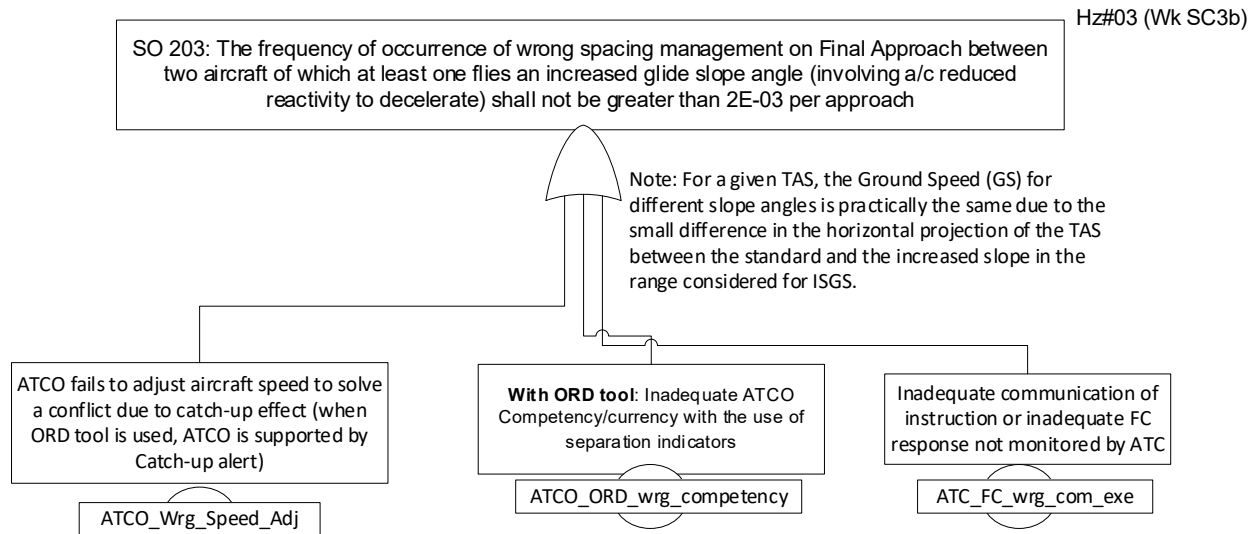 Hz#03 (Wk SC3b)
SO 203: The frequency of occurrence of wrong spacing management on Final Approach between
two aircraft of which at least one flies an increased glide slope angle (involving a/c reduced
reactivity to decelerate) shall not be greater than 2E-03 per approach
Note: For a given TAS, the Ground Speed (GS) for
different slope angles is practically the same due to the
small difference in the horizontal projection of the TAS
between the standard and the increased slope in the
range considered for ISGS.
ATCO fails to adjust aircraft speed to solve
a conflict due to catch-up effect (when
ORD tool is used, ATCO is supported by
Catch-up alert)
ATCO_Wrg_Speed_Adj
With ORD tool: Inadequate ATCO
Competency/currency with the use of
separation indicators
ATCO_ORD_wrg_competency
Inadequate communication of
instruction or inadequate FC
response not monitored by ATC
ATC_FC_wrg_com_exe